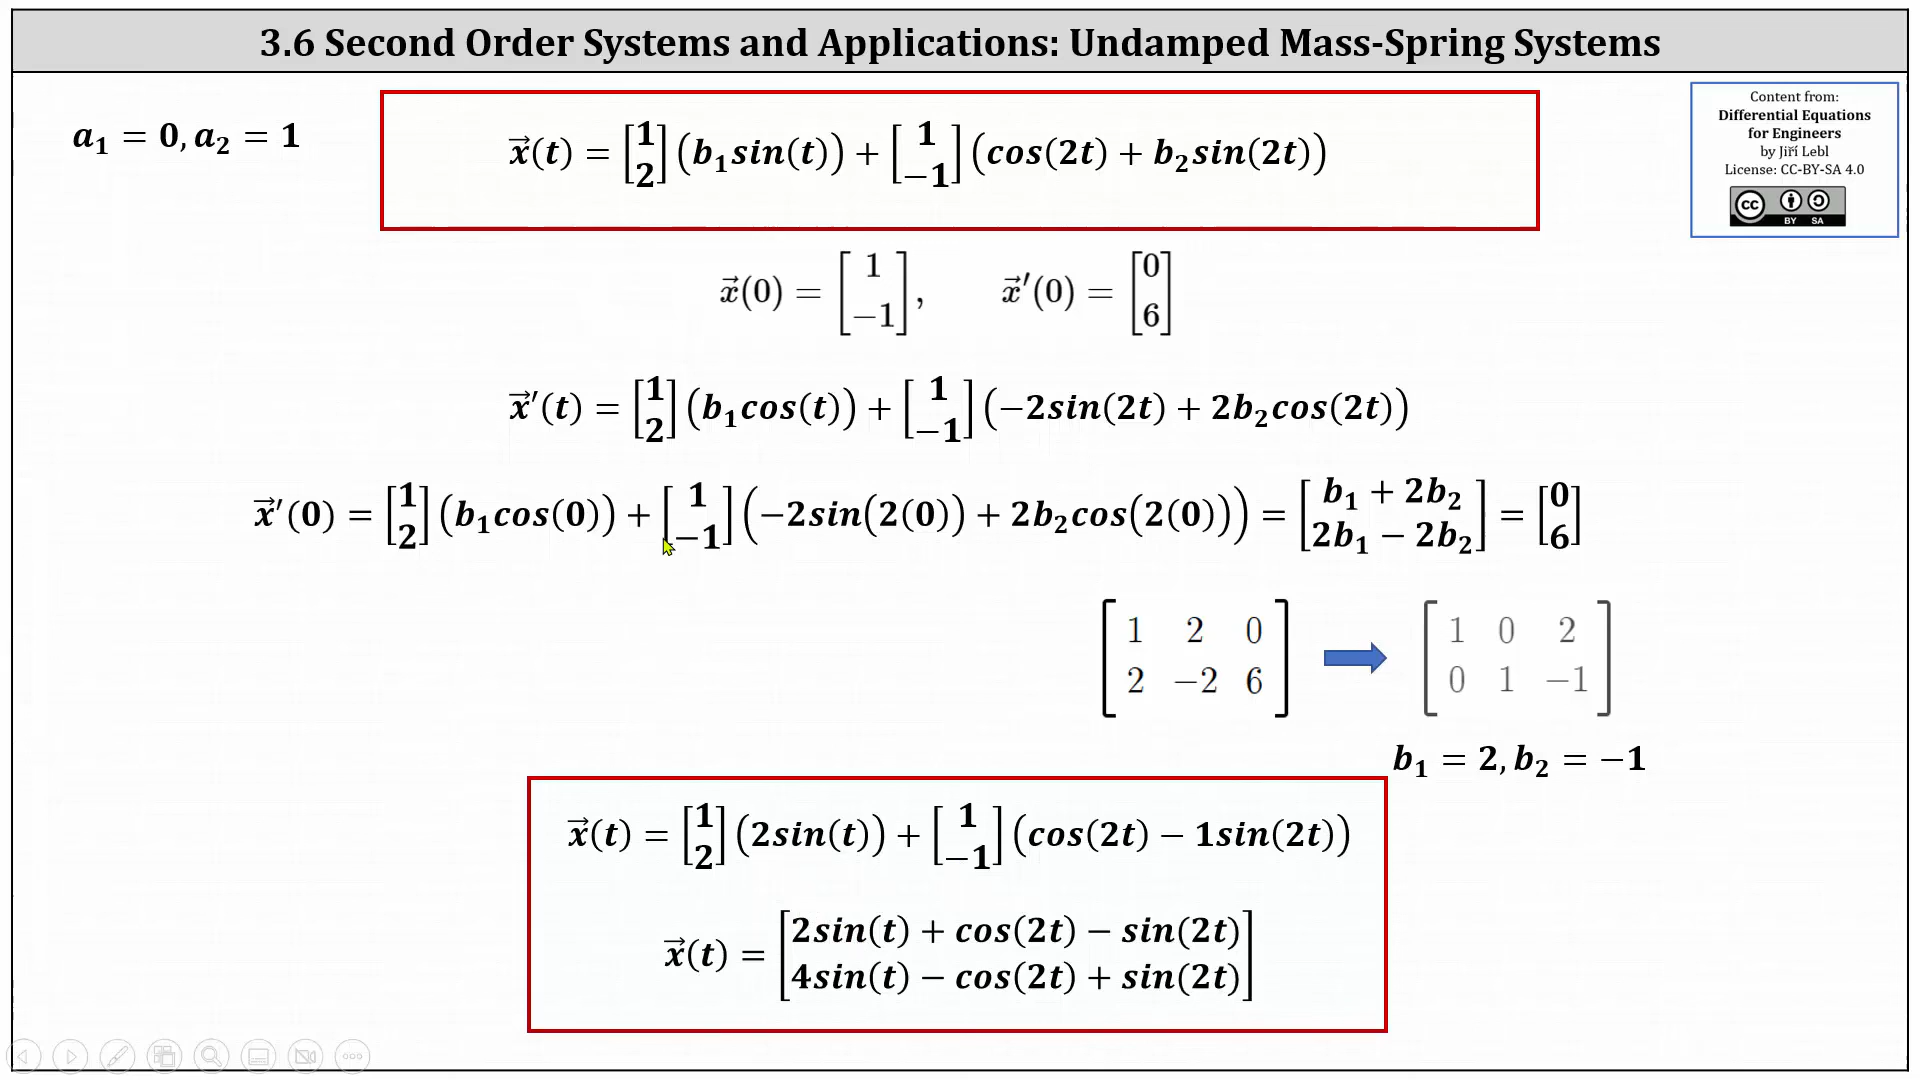 3.6 Second Order Systems and Applications: Undamped Mass-Spring Systems
a₁ = 0, a₂ = 1
x⃗(t) = [1; 2](b₁sin(t)) + [1; −1](cos(2t) + b₂sin(2t))
Content from:
Differential Equations
for Engineers
by Jiří Lebl
License: CC-BY-SA 4.0
cc BY SA
x⃗(0) = [1; −1], x⃗′(0) = [0; 6]
x⃗′(t) = [1; 2](b₁cos(t)) + [1; −1](−2sin(2t) + 2b₂cos(2t))
x⃗′(0) = [1; 2](b₁cos(0)) + [1; −1](−2sin(2(0)) + 2b₂cos(2(0))) = [b₁ + 2b₂; 2b₁ − 2b₂] = [0; 6]
[1 2 0; 2 −2 6] [1 0 2; 0 1 −1]
b₁ = 2, b₂ = −1
x⃗(t) = [1; 2](2sin(t)) + [1; −1](cos(2t) − 1sin(2t))
x⃗(t) = [2sin(t) + cos(2t) − sin(2t); 4sin(t) − cos(2t) + sin(2t)]